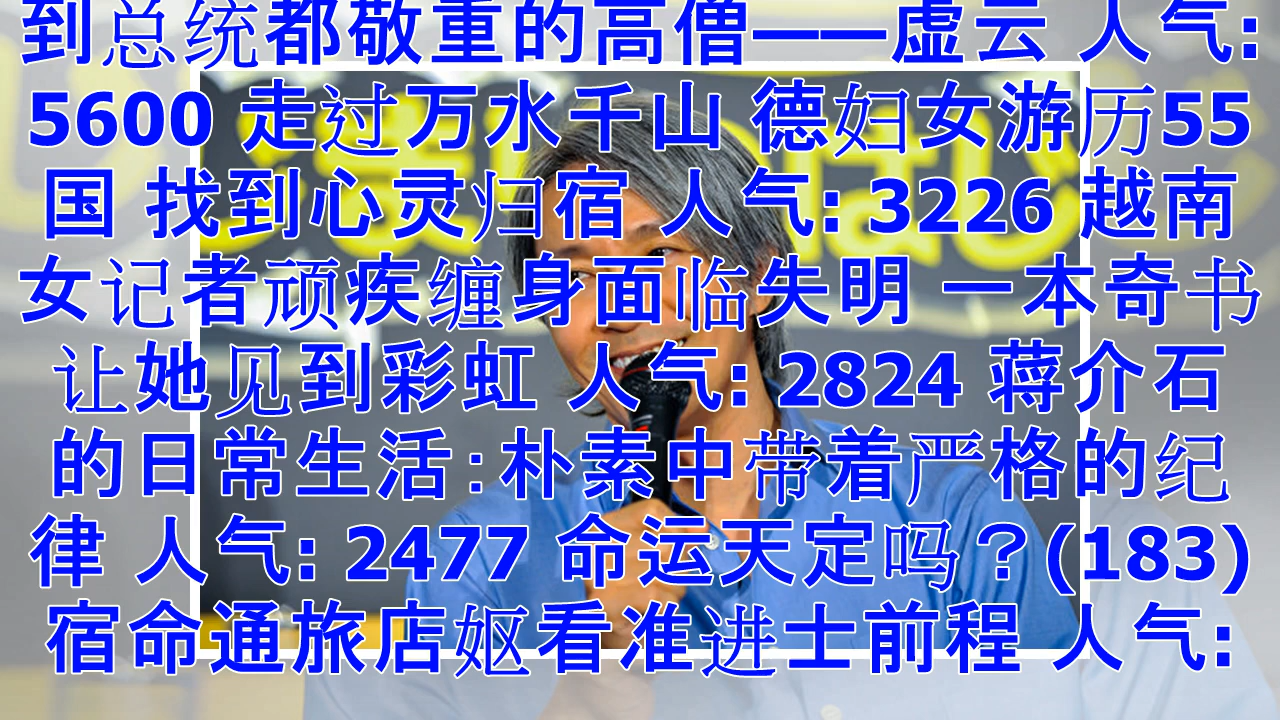 到总统都敬重的高僧——虚云 人气:
5600 走过万水千山 德妇女游历55
国 找到心灵归宿 人气: 3226 越南
女记者顽疾缠身面临失明 一本奇书
让她见到彩虹 人气: 2824 蒋介石
的日常生活:朴素中带着严格的纪
律 人气: 2477 命运天定吗？(183)
宿命通旅店妪看准进士前程 人气: